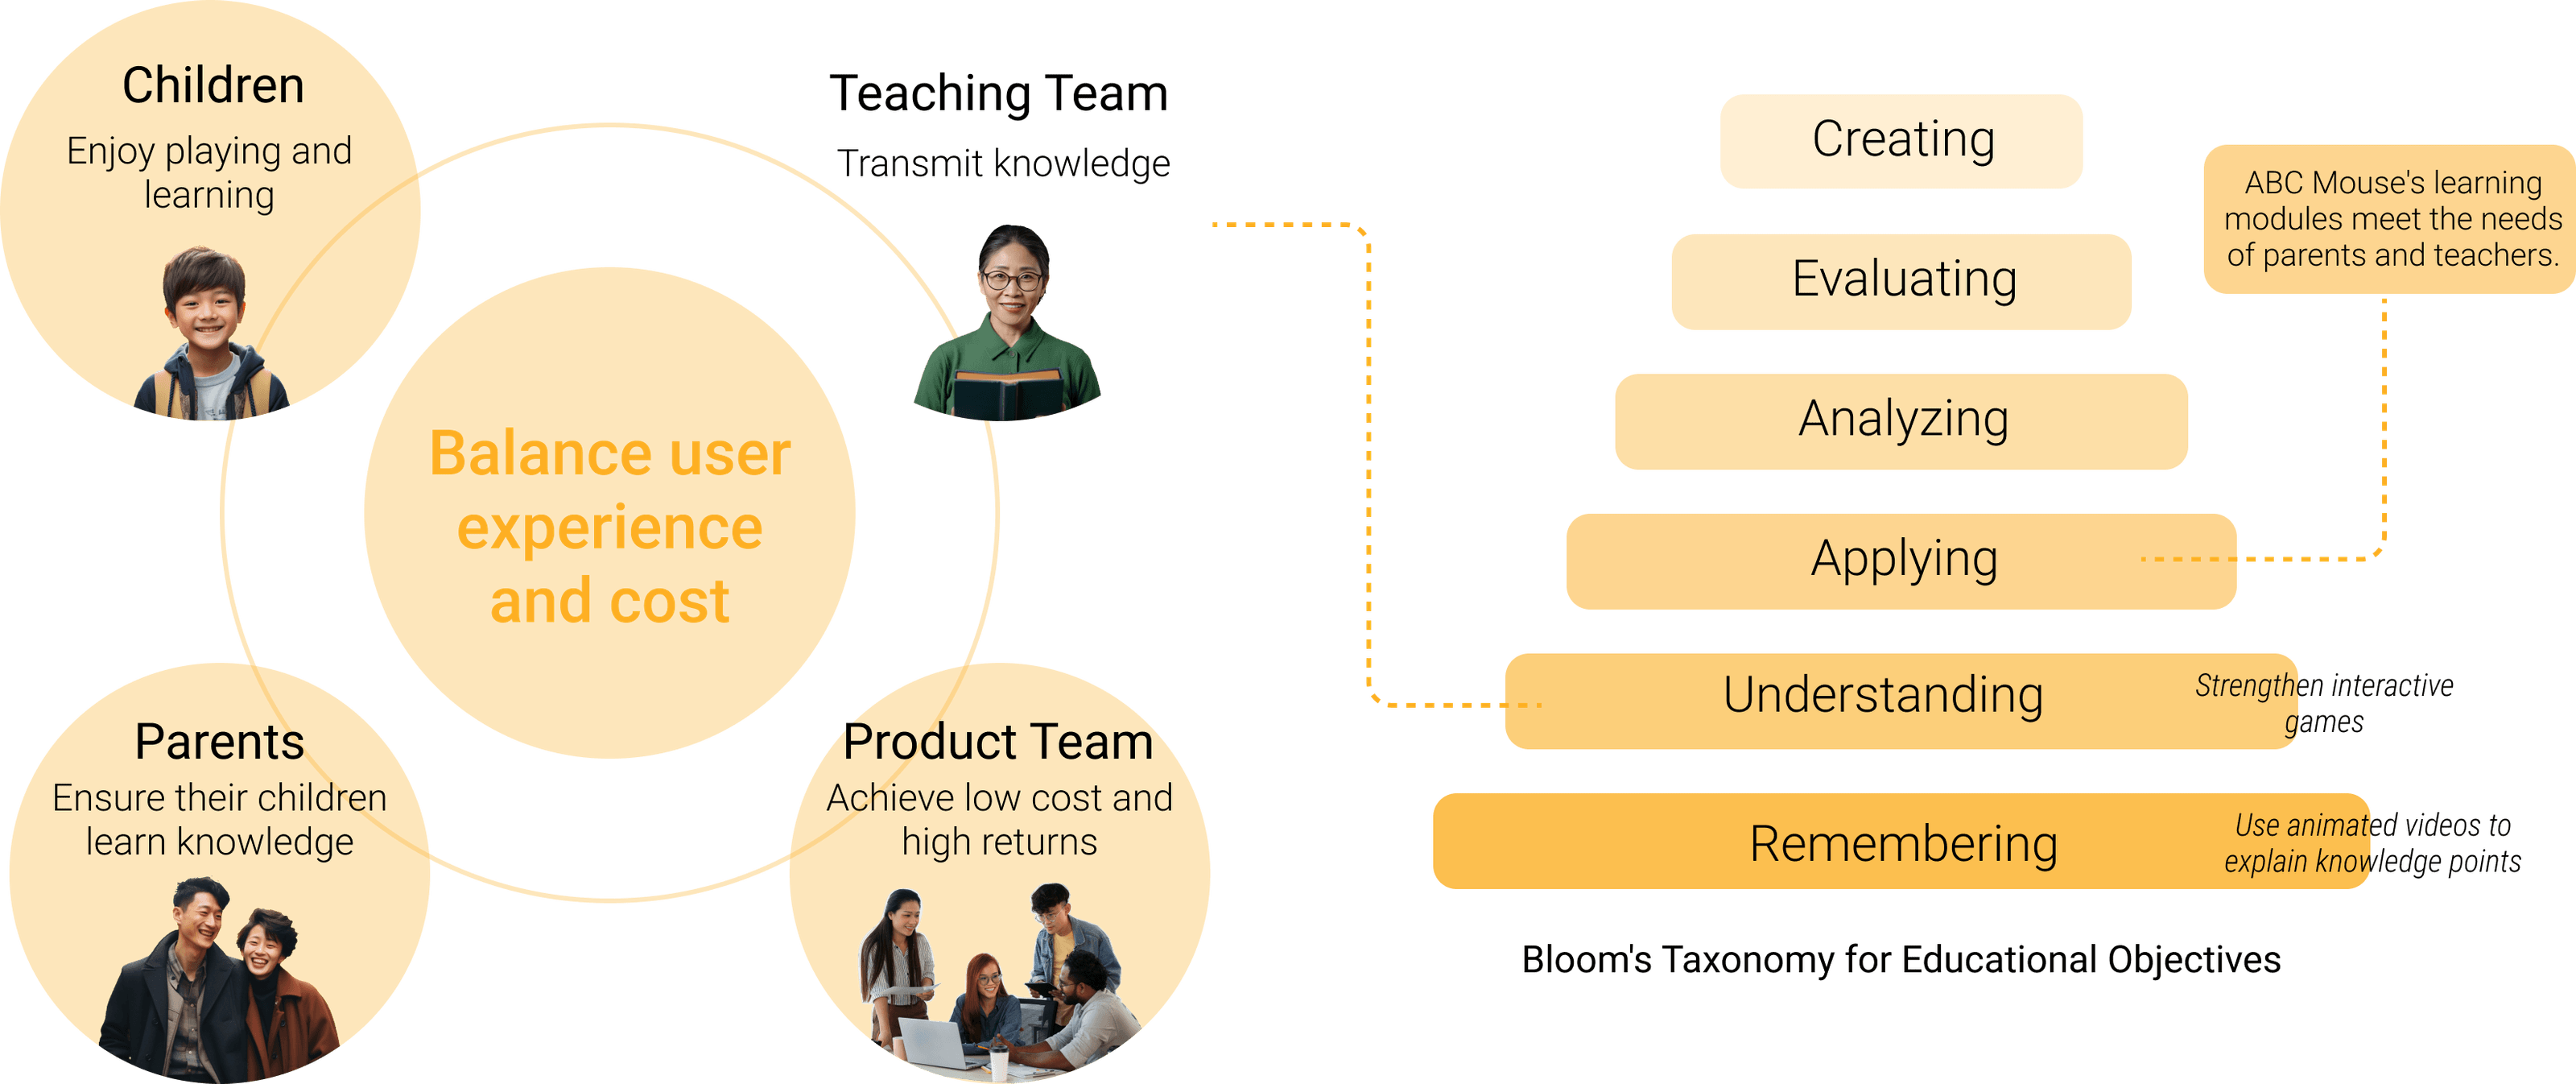 Children
Enjoy playing and
learning
Teaching Team
Transmit knowledge
Balance user
experience
and cost
Parents
Ensure their children
learn knowledge
Product Team
Achieve low cost and
high returns
Creating
Evaluating
Analyzing
Applying
Understanding
Remembering
ABC Mouse's learning
modules meet the needs
of parents and teachers.
Strengthen interactive
games
Use animated videos to
explain knowledge points
Bloom's Taxonomy for Educational Objectives